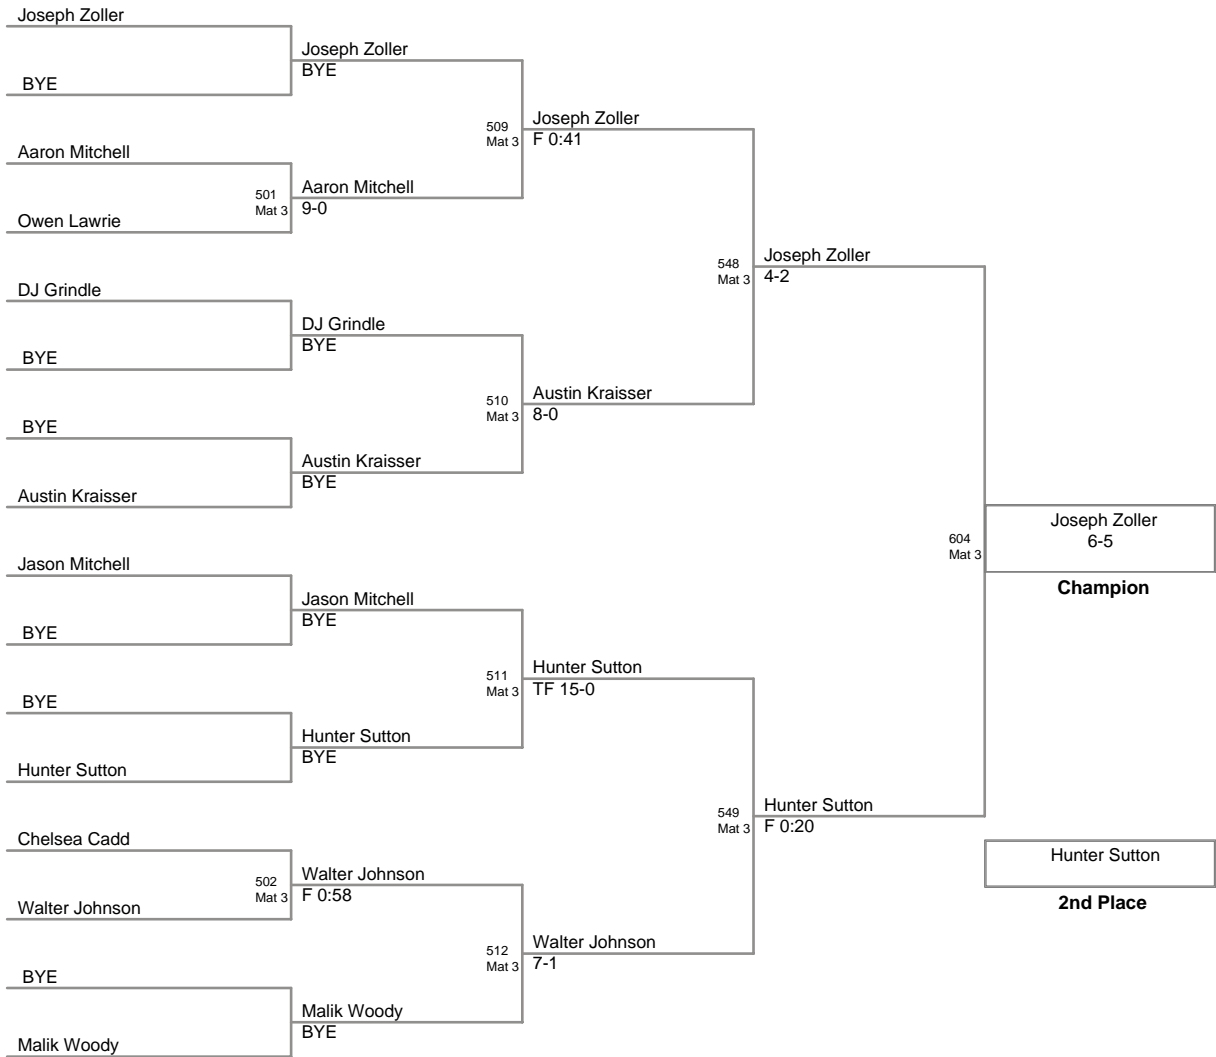 Joseph Zoller
BYE
Aaron Mitchell
Owen Lawrie
DJ Grindle
BYE
BYE
Austin Kraisser
Jason Mitchell
BYE
BYE
Hunter Sutton
Chelsea Cadd
Walter Johnson
BYE
Malik Woody
501
Mat 3
502
Mat 3
Joseph Zoller
BYE
Aaron Mitchell
9-0
DJ Grindle
BYE
Austin Kraisser
BYE
Jason Mitchell
BYE
Hunter Sutton
BYE
Walter Johnson
F 0:58
Malik Woody
BYE
509
Mat 3
510
Mat 3
511
Mat 3
512
Mat 3
Joseph Zoller
F 0:41
Austin Kraisser
8-0
Hunter Sutton
TF 15-0
Walter Johnson
7-1
548
Mat 3
549
Mat 3
Joseph Zoller
4-2
Hunter Sutton
F 0:20
604
Mat 3
Joseph Zoller
6-5
Champion
Hunter Sutton
2nd Place